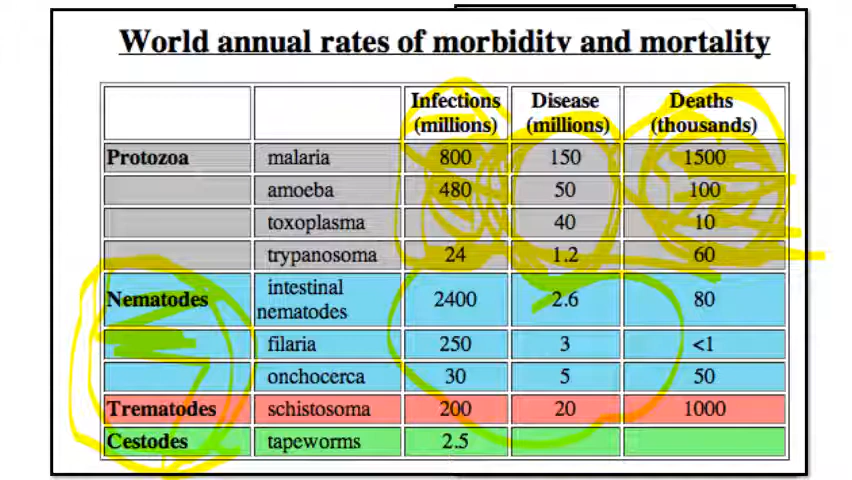 World annual rates of morbidity and mortality
Infections (millions) Disease (millions) Deaths (thousands)
Protozoa malaria 800 150 1500
amoeba 480 50 100
toxoplasma 40 10
trypanosoma 24 1.2 60
Nematodes intestinal nematodes 2400 2.6 80
filaria 250 3 <1
onchocerca 30 5 50
Trematodes schistosoma 200 20 1000
Cestodes tapeworms 2.5